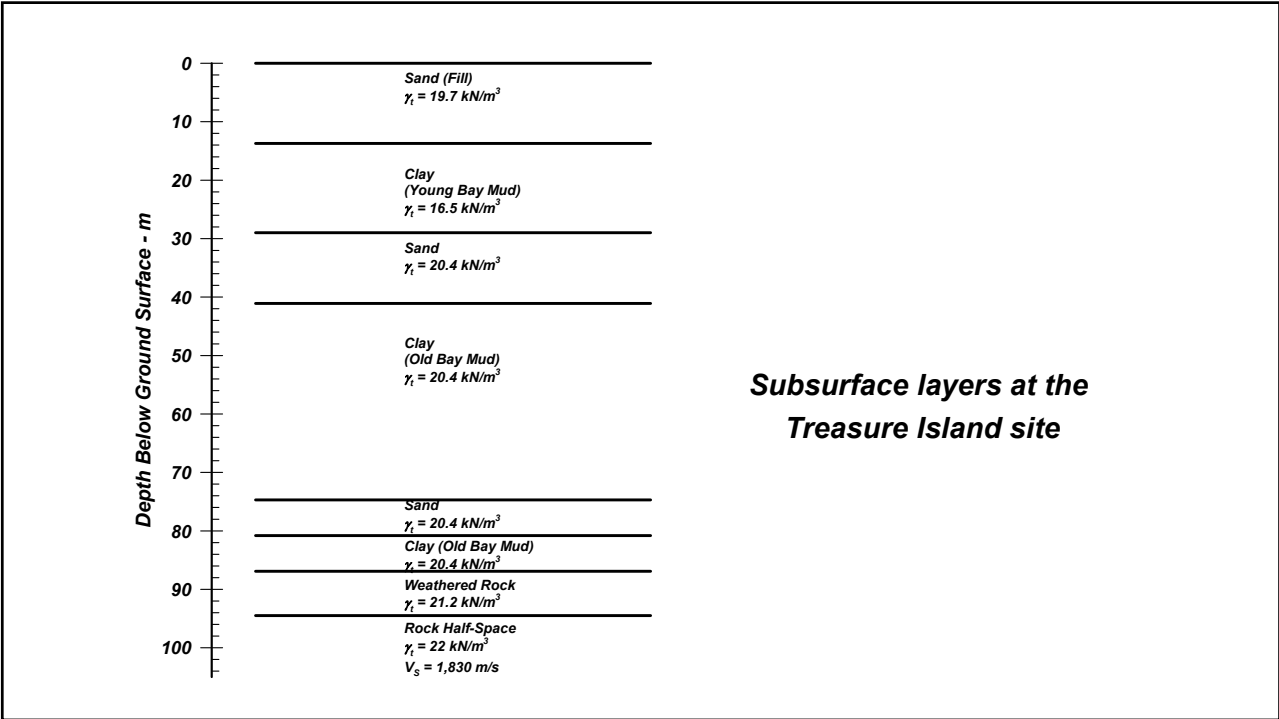 Depth Below Ground Surface - m
0
10
20
30
40
50
60
70
80
90
100
Sand (Fill)
γt = 19.7 kN/m³
Clay
(Young Bay Mud)
γt = 16.5 kN/m³
Sand
γt = 20.4 kN/m³
Clay
(Old Bay Mud)
γt = 20.4 kN/m³
Sand
γt = 20.4 kN/m³
Clay (Old Bay Mud)
γt = 20.4 kN/m³
Weathered Rock
γt = 21.2 kN/m³
Rock Half-Space
γt = 22 kN/m³
VS = 1,830 m/s
Subsurface layers at the
Treasure Island site